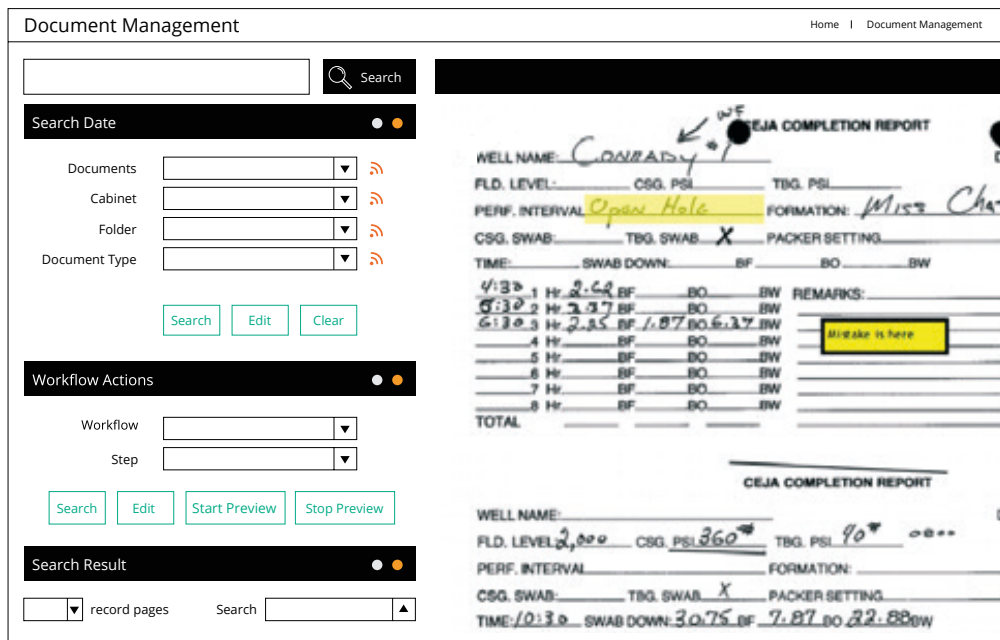 Document Management
Home | Document Management
Search
Search Date
Documents
Cabinet
Folder
Document Type
Search Edit Clear
Workflow Actions
Workflow
Step
Search Edit Start Preview Stop Preview
Search Result
record pages Search
WF
CEJA COMPLETION REPORT
WELL NAME: CONRADY #1
FLD. LEVEL: CSG. PSI TBG. PSI
PERF. INTERVAL Open Hole FORMATION: Miss Chat
CSG. SWAB: TBG. SWAB X PACKER SETTING
TIME: SWAB DOWN: BF BO BW
4:30 1 Hr. 2.62 BF BO BW REMARKS:
5:30 2 Hr. 2.37 BF BO BW
6:30 3 Hr. 2.35 BF 1.87 BO 6.37 BW
Mistake is here
4 Hr. BF BO BW
5 Hr. BF BO BW
6 Hr. BF BO BW
7 Hr. BF BO BW
8 Hr. BF BO BW
TOTAL
CEJA COMPLETION REPORT
WELL NAME:
FLD. LEVEL 2,000 CSG. PSI 360# TBG. PSI 90#
PERF. INTERVAL FORMATION:
CSG. SWAB: TBG. SWAB X PACKER SETTING
TIME: 10:30 SWAB DOWN: 30.75 BF 7.87 BO 22.88 BW